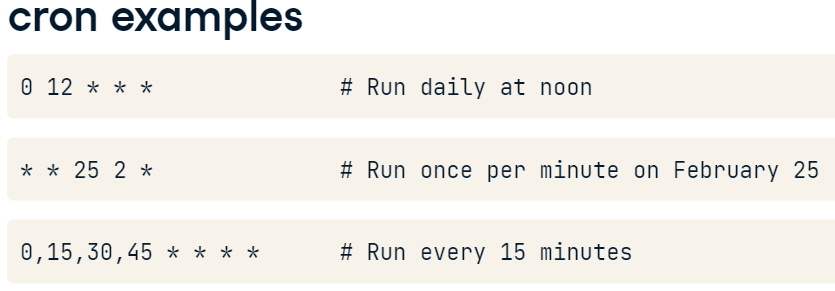 cron examples
0 12 * * * # Run daily at noon
* * 25 2 * # Run once per minute on February 25
0,15,30,45 * * * * # Run every 15 minutes